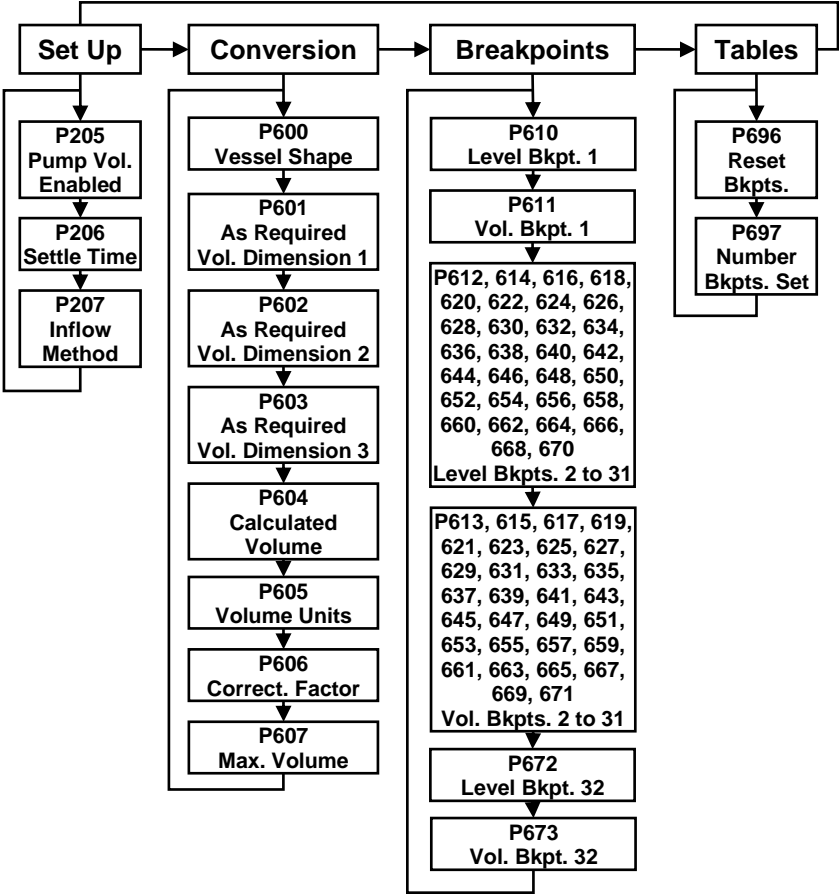 Set Up
Conversion
Breakpoints
Tables
P205
Pump Vol.
Enabled
P206
Settle Time
P207
Inflow
Method
P600
Vessel Shape
P601
As Required
Vol. Dimension 1
P602
As Required
Vol. Dimension 2
P603
As Required
Vol. Dimension 3
P604
Calculated
Volume
P605
Volume Units
P606
Correct. Factor
P607
Max. Volume
P610
Level Bkpt. 1
P611
Vol. Bkpt. 1
P612, 614, 616, 618,
620, 622, 624, 626,
628, 630, 632, 634,
636, 638, 640, 642,
644, 646, 648, 650,
652, 654, 656, 658,
660, 662, 664, 666,
668, 670
Level Bkpts. 2 to 31
P613, 615, 617, 619,
621, 623, 625, 627,
629, 631, 633, 635,
637, 639, 641, 643,
645, 647, 649, 651,
653, 655, 657, 659,
661, 663, 665, 667,
669, 671
Vol. Bkpts. 2 to 31
P672
Level Bkpt. 32
P673
Vol. Bkpt. 32
P696
Reset
Bkpts.
P697
Number
Bkpts. Set